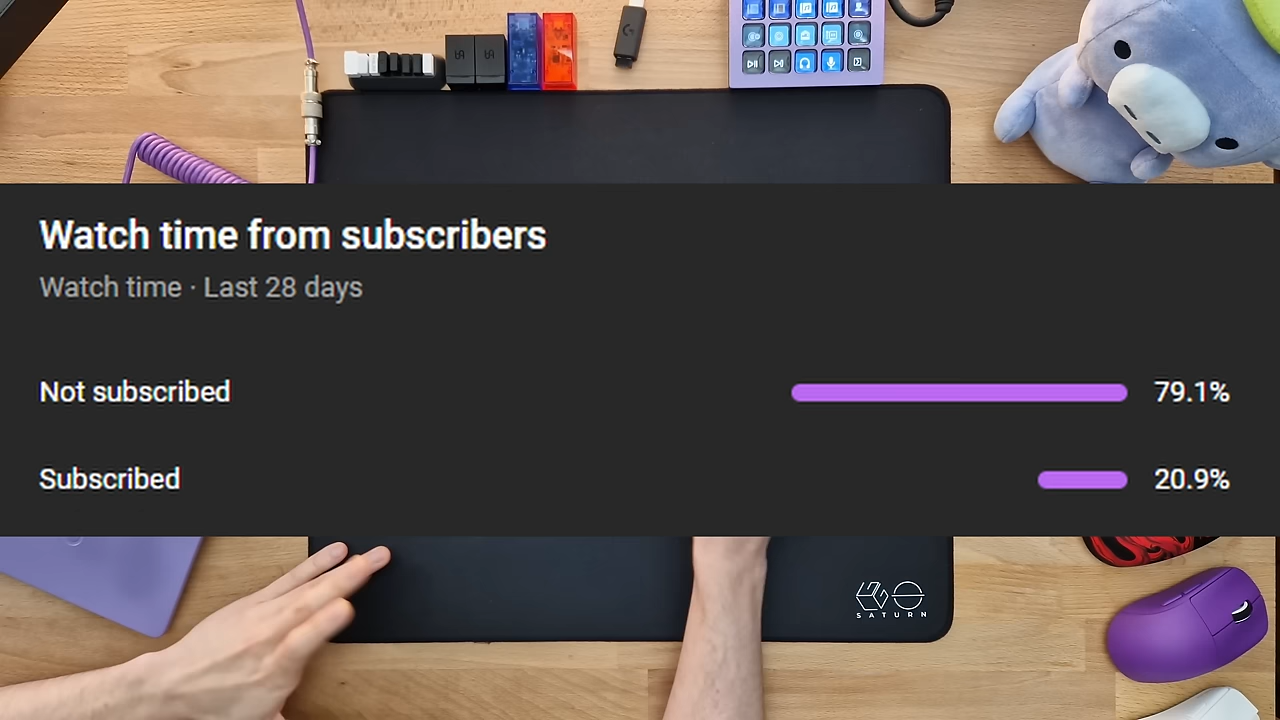 Watch time from subscribers
Watch time · Last 28 days
Not subscribed 79.1%
Subscribed 20.9%
SATURN